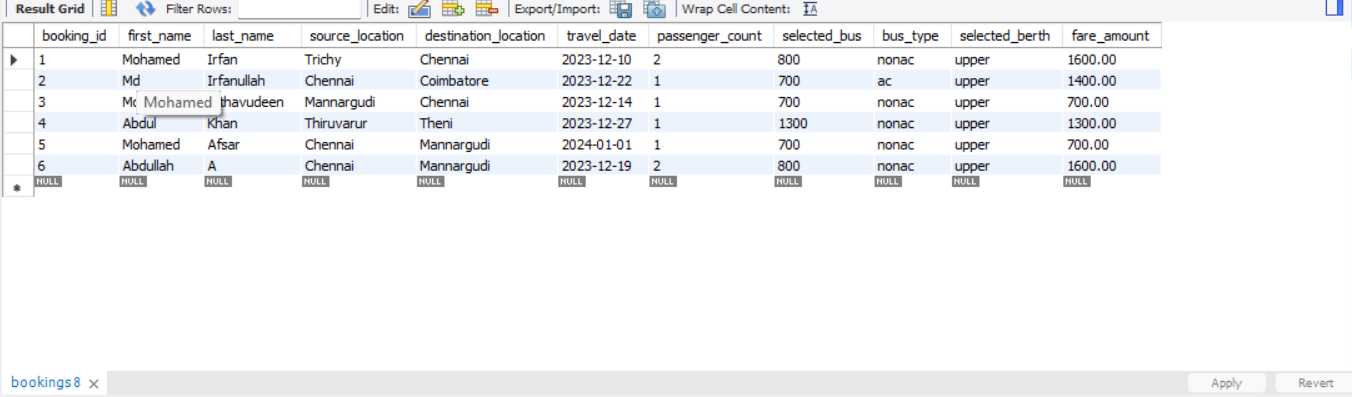 Result Grid Filter Rows: Edit: Export/Import: Wrap Cell Content: IA
booking_id first_name last_name source_location destination_location travel_date passenger_count selected_bus bus_type selected_berth fare_amount
1 Mohamed Irfan Trichy Chennai 2023-12-10 2 800 nonac upper 1600.00
2 Md Irfanullah Chennai Coimbatore 2023-12-22 1 700 ac upper 1400.00
3 Mohamed Mannargudi Chennai 2023-12-14 1 700 nonac upper 700.00
4 Abdul Khan Thiruvarur Theni 2023-12-27 1 1300 nonac upper 1300.00
5 Mohamed Afsar Chennai Mannargudi 2024-01-01 1 700 nonac upper 700.00
6 Abdullah A Chennai Mannargudi 2023-12-19 2 800 nonac upper 1600.00
NULL NULL NULL NULL NULL NULL NULL NULL NULL NULL NULL
bookings8 Apply Revert